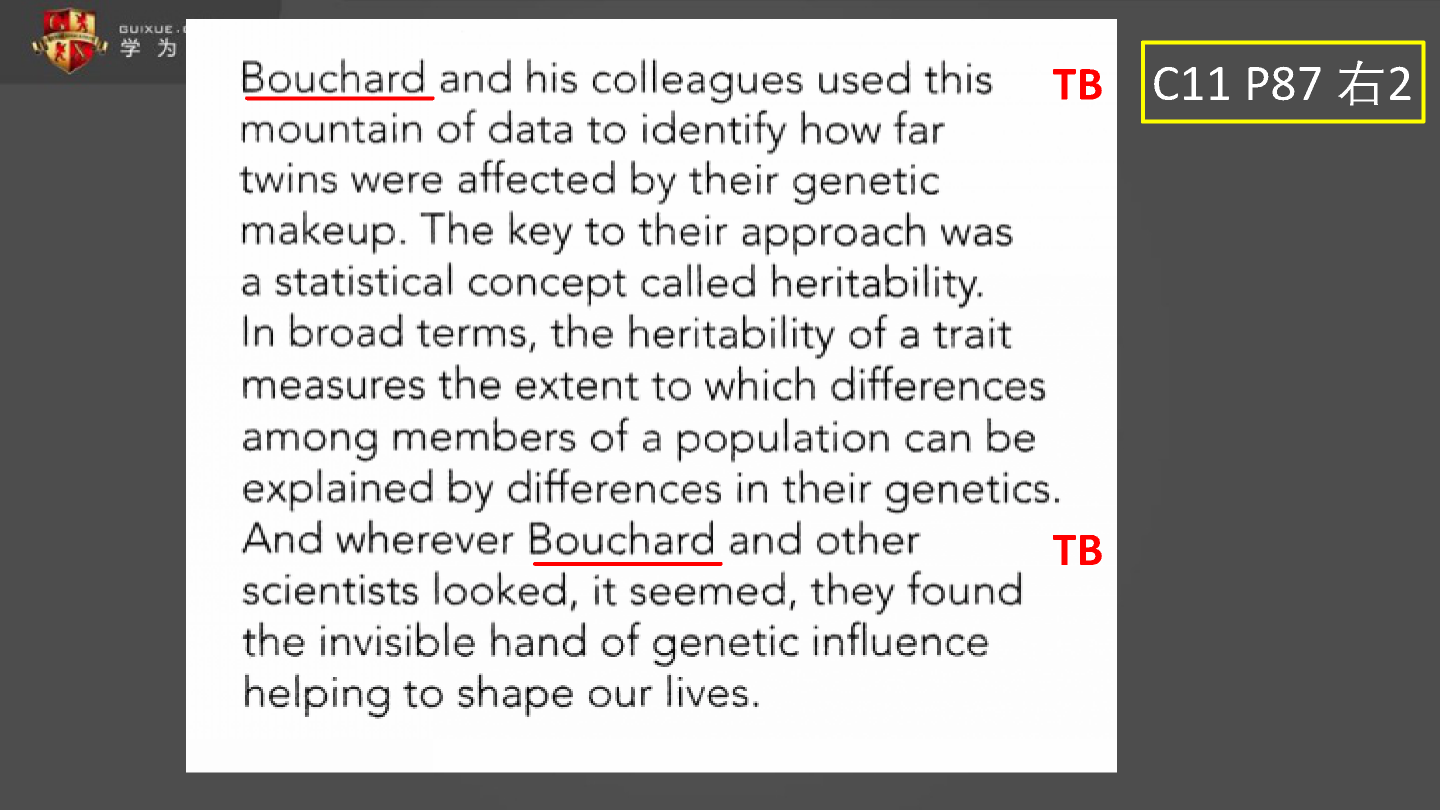 GUIXUE.
学 为
Bouchard and his colleagues used this
TB
C11 P87 右2
mountain of data to identify how far
twins were affected by their genetic
makeup. The key to their approach was
a statistical concept called heritability.
In broad terms, the heritability of a trait
measures the extent to which differences
among members of a population can be
explained by differences in their genetics.
And wherever Bouchard and other
TB
scientists looked, it seemed, they found
the invisible hand of genetic influence
helping to shape our lives.